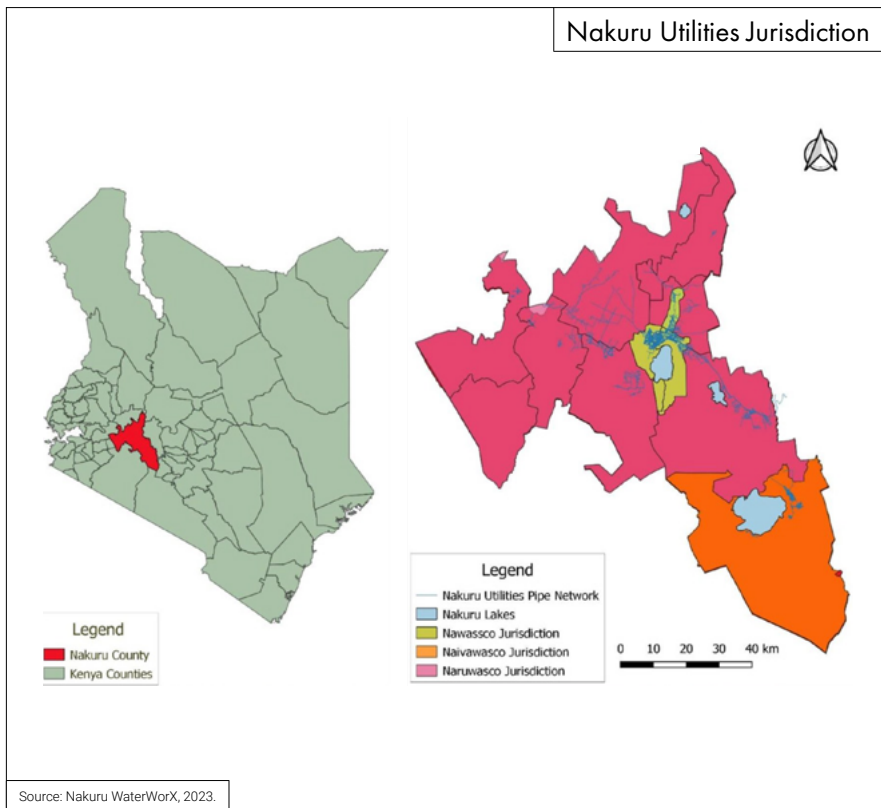 Nakuru Utilities Jurisdiction
Legend
Nakuru County
Kenya Counties
Legend
Nakuru Utilities Pipe Network
Nakuru Lakes
Nawassco Jurisdiction
Naivawasco Jurisdiction
Naruwasco Jurisdiction
0 10 20 30 40 km
Source: Nakuru WaterWorX, 2023.